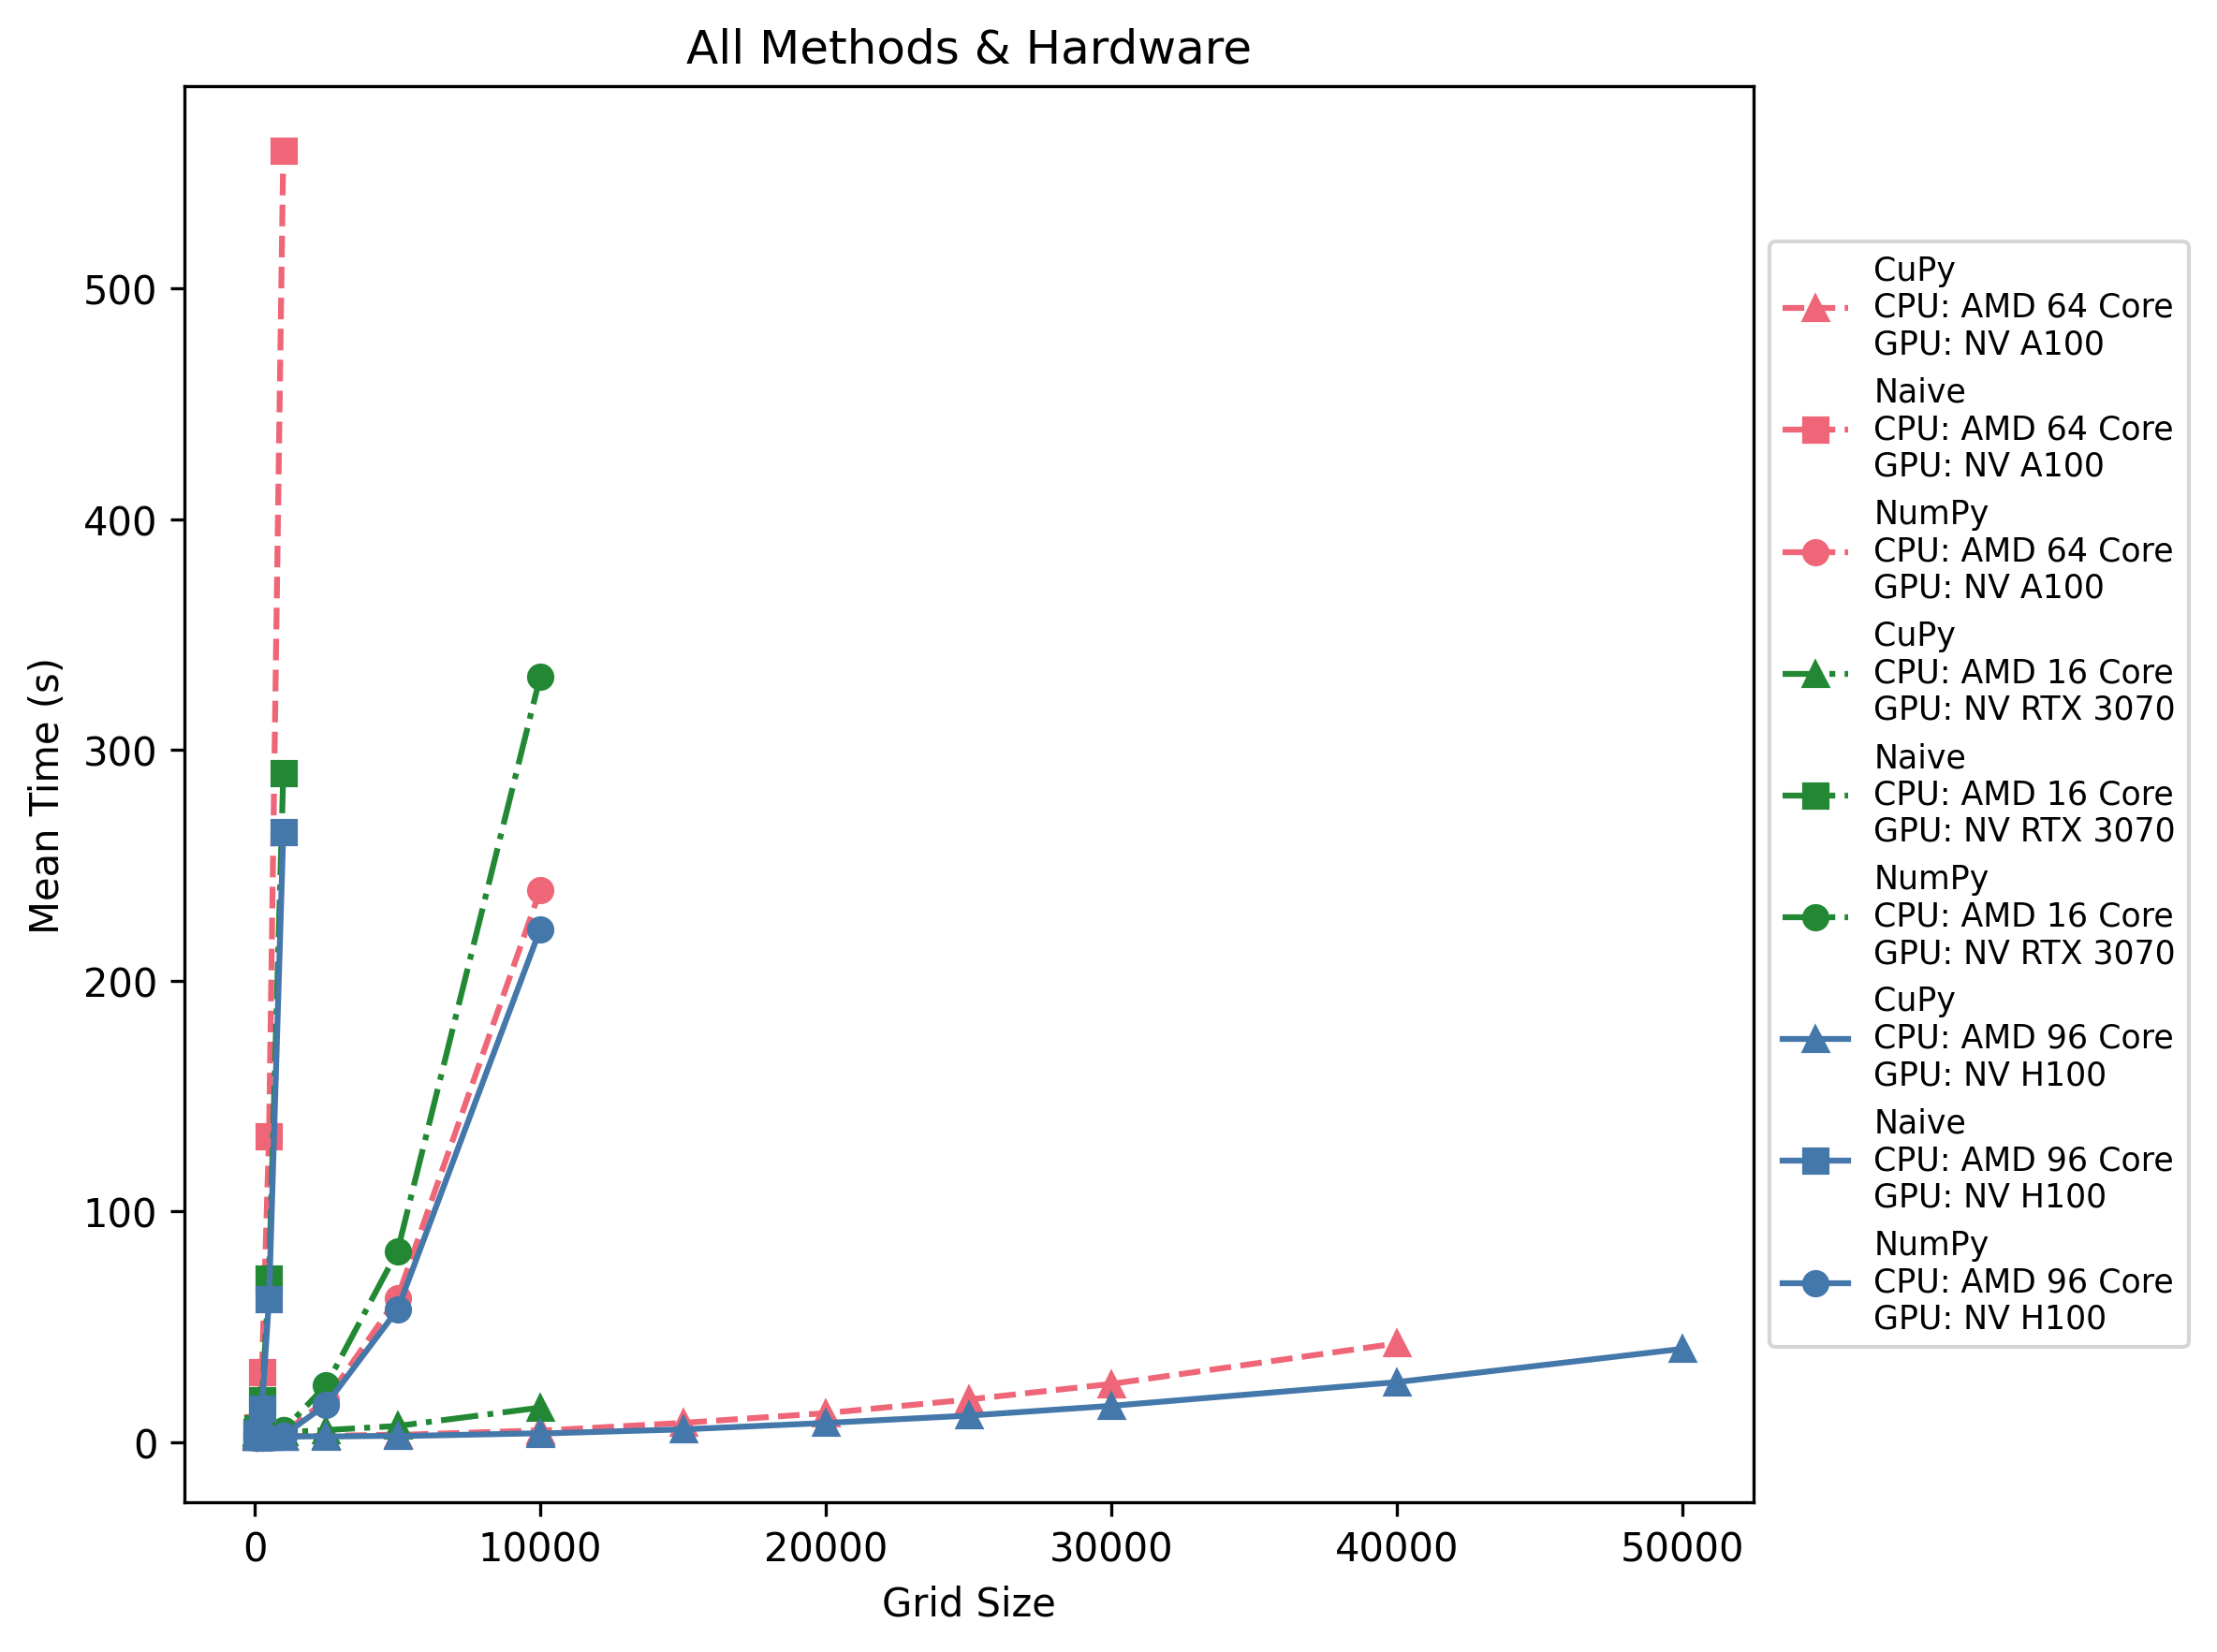 All Methods & Hardware
Mean Time (s)
500
400
300
200
100
0
0
10000
20000
30000
40000
50000
Grid Size
CuPy
CPU: AMD 64 Core
GPU: NV A100
Naive
CPU: AMD 64 Core
GPU: NV A100
NumPy
CPU: AMD 64 Core
GPU: NV A100
CuPy
CPU: AMD 16 Core
GPU: NV RTX 3070
Naive
CPU: AMD 16 Core
GPU: NV RTX 3070
NumPy
CPU: AMD 16 Core
GPU: NV RTX 3070
CuPy
CPU: AMD 96 Core
GPU: NV H100
Naive
CPU: AMD 96 Core
GPU: NV H100
NumPy
CPU: AMD 96 Core
GPU: NV H100